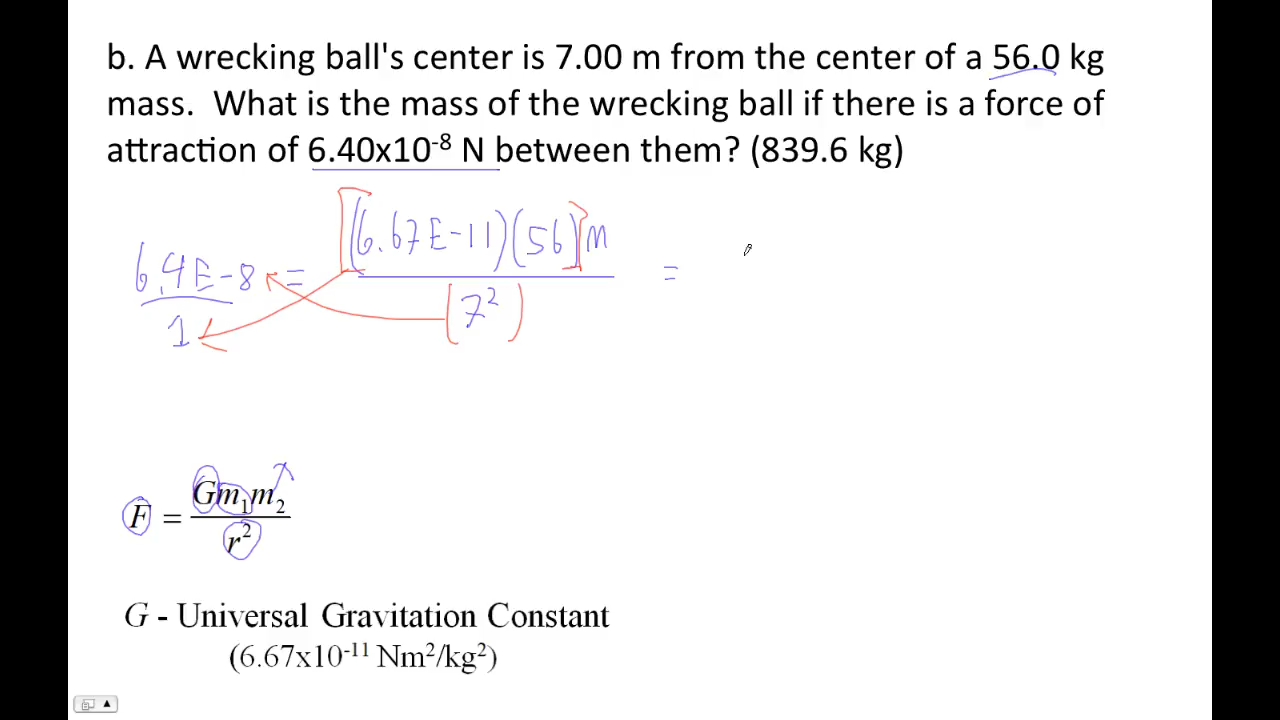 b. A wrecking ball's center is 7.00 m from the center of a 56.0 kg
mass. What is the mass of the wrecking ball if there is a force of
attraction of 6.40x10⁻⁸ N between them? (839.6 kg)
[(6.67E-11)(56)]m
6.4E-8 = =
1 (7²)
Gm₁m₂
F =
r²
G - Universal Gravitation Constant
(6.67x10⁻¹¹ Nm²/kg²)